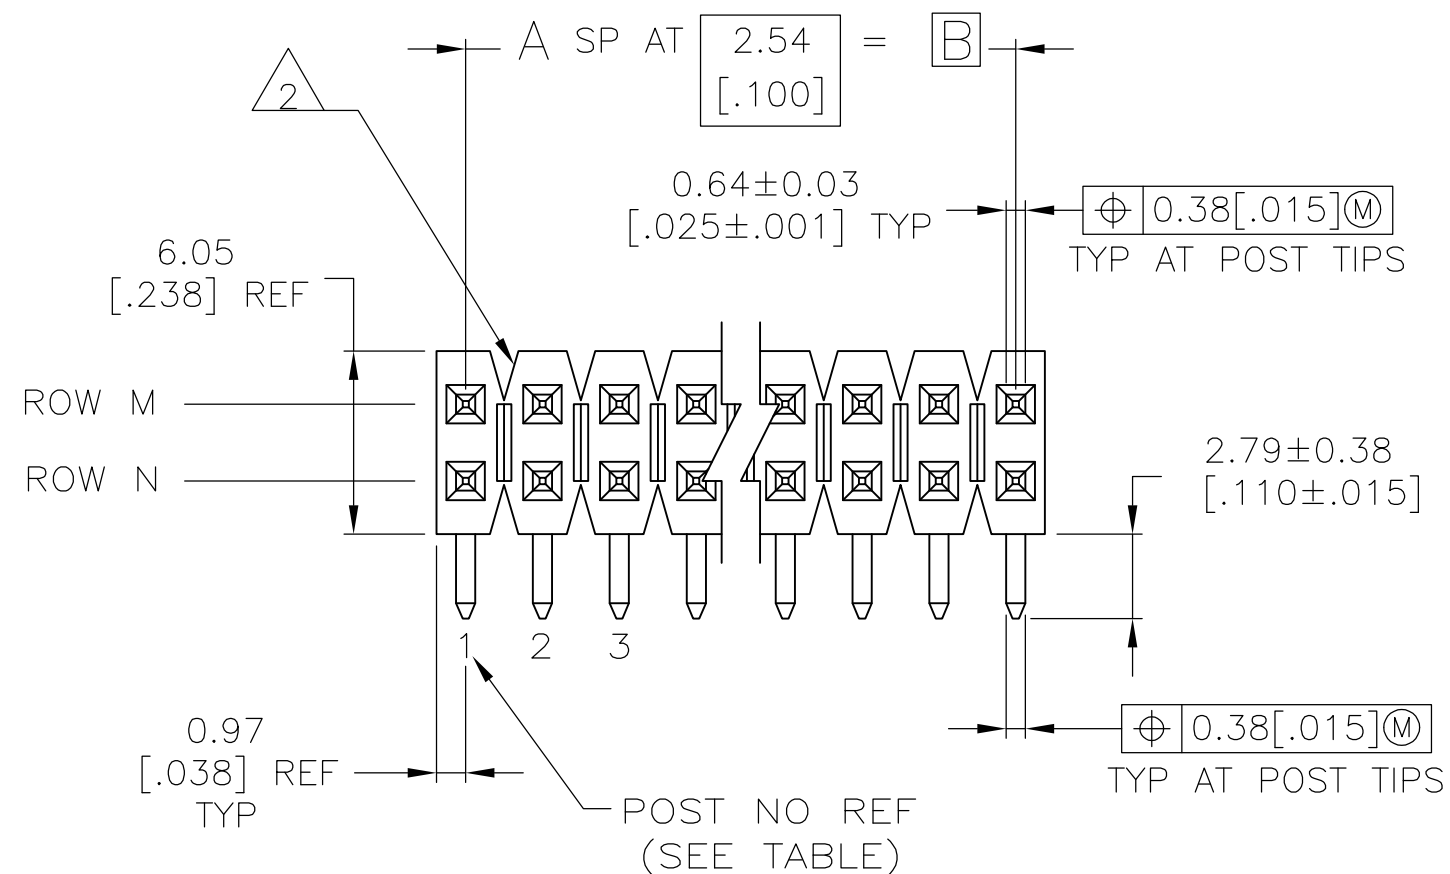 A SP AT 2.54 = B
[.100]
2
0.64±0.03
[.025±.001] TYP
0.38[.015]Ⓜ
TYP AT POST TIPS
6.05
[.238] REF
ROW M
ROW N
2.79±0.38
[.110±.015]
1 2 3
0.97
[.038] REF
TYP
0.38[.015]Ⓜ
TYP AT POST TIPS
POST NO REF
(SEE TABLE)